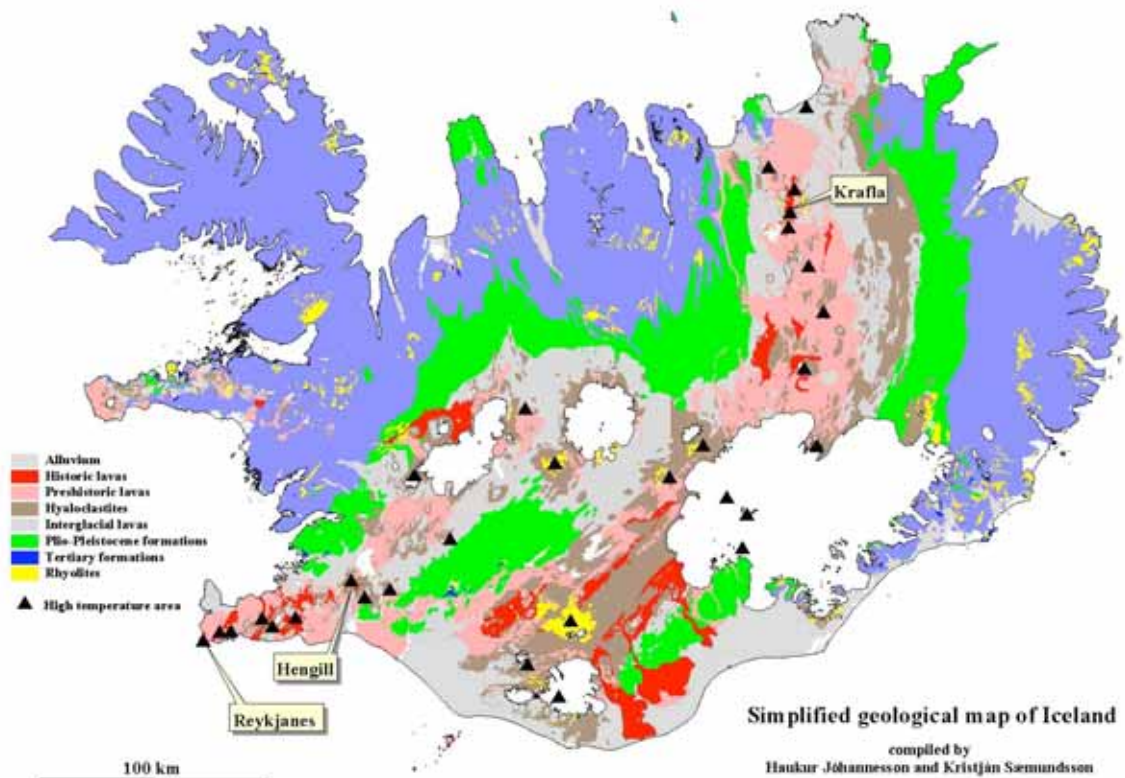 Krafla
Alluvium
Historic lavas
Preshistoric lavas
Hyaloclastites
Interglacial lavas
Plio-Pleistocene formations
Tertiary formations
Rhyolites
High temperature area
Hengill
Reykjanes
100 km
Simplified geological map of Iceland
compiled by
Haukur Jóhannesson and Kristján Sæmundsson